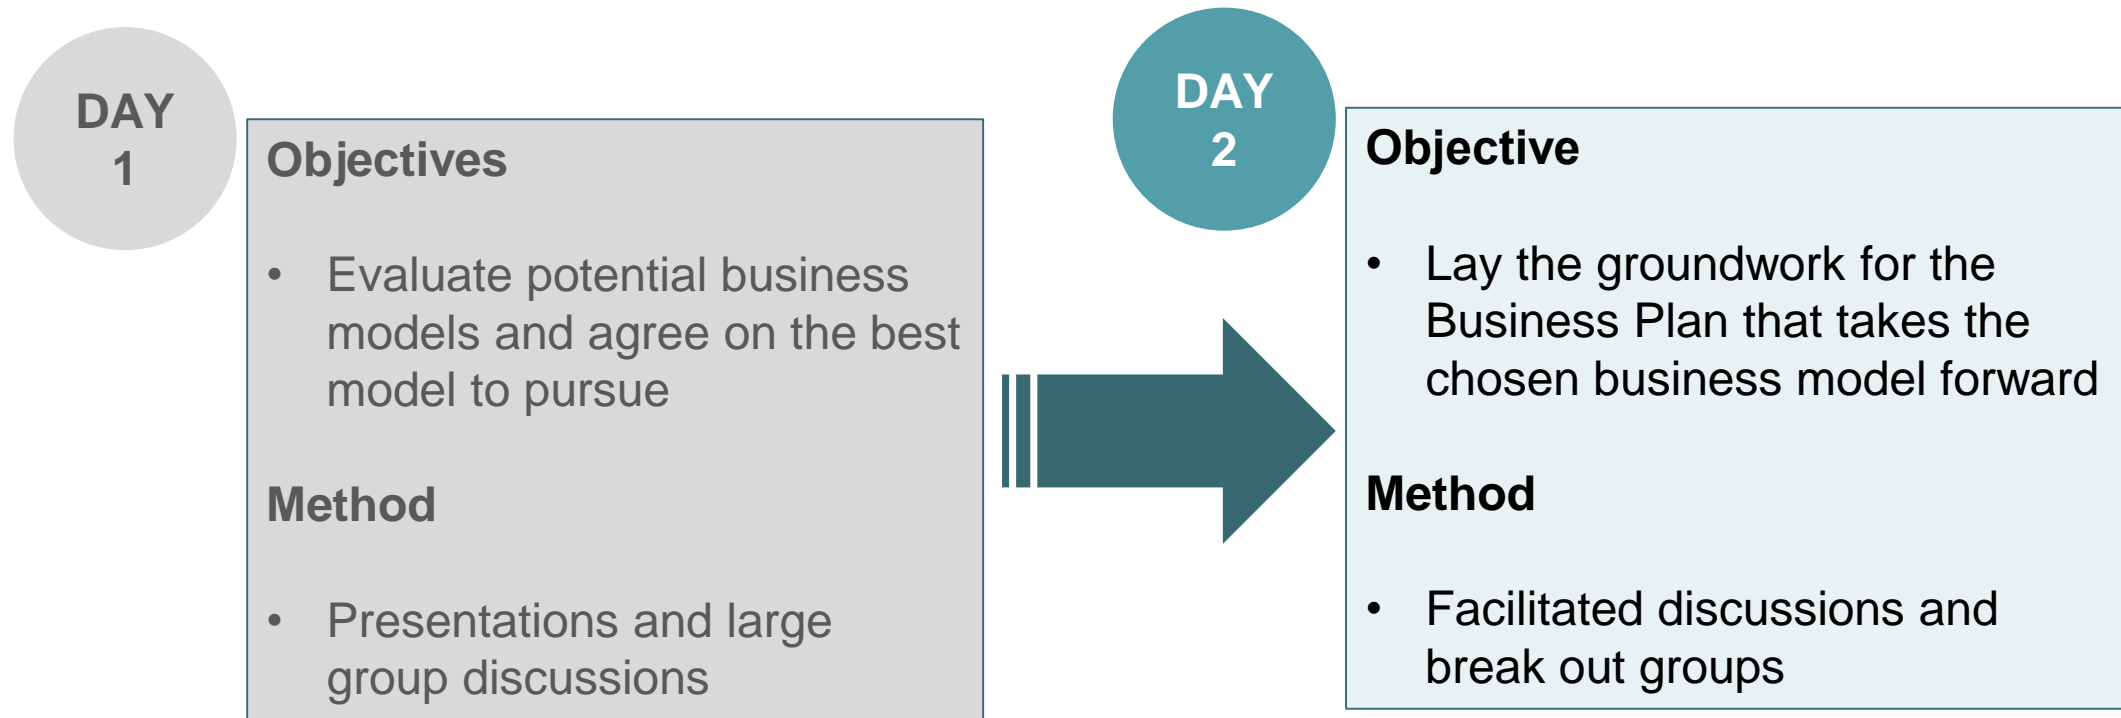 DAY
1
Objectives
• Evaluate potential business
models and agree on the best
model to pursue
Method
• Presentations and large
group discussions
DAY
2
Objective
• Lay the groundwork for the
Business Plan that takes the
chosen business model forward
Method
• Facilitated discussions and
break out groups